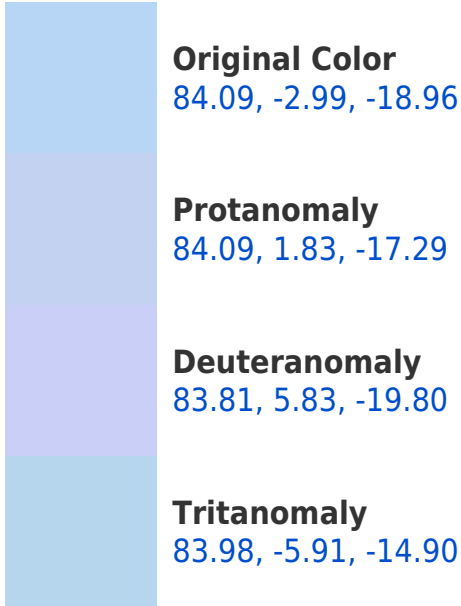 Original Color
84.09, -2.99, -18.96
Protanomaly
84.09, 1.83, -17.29
Deuteranomaly
83.81, 5.83, -19.80
Tritanomaly
83.98, -5.91, -14.90